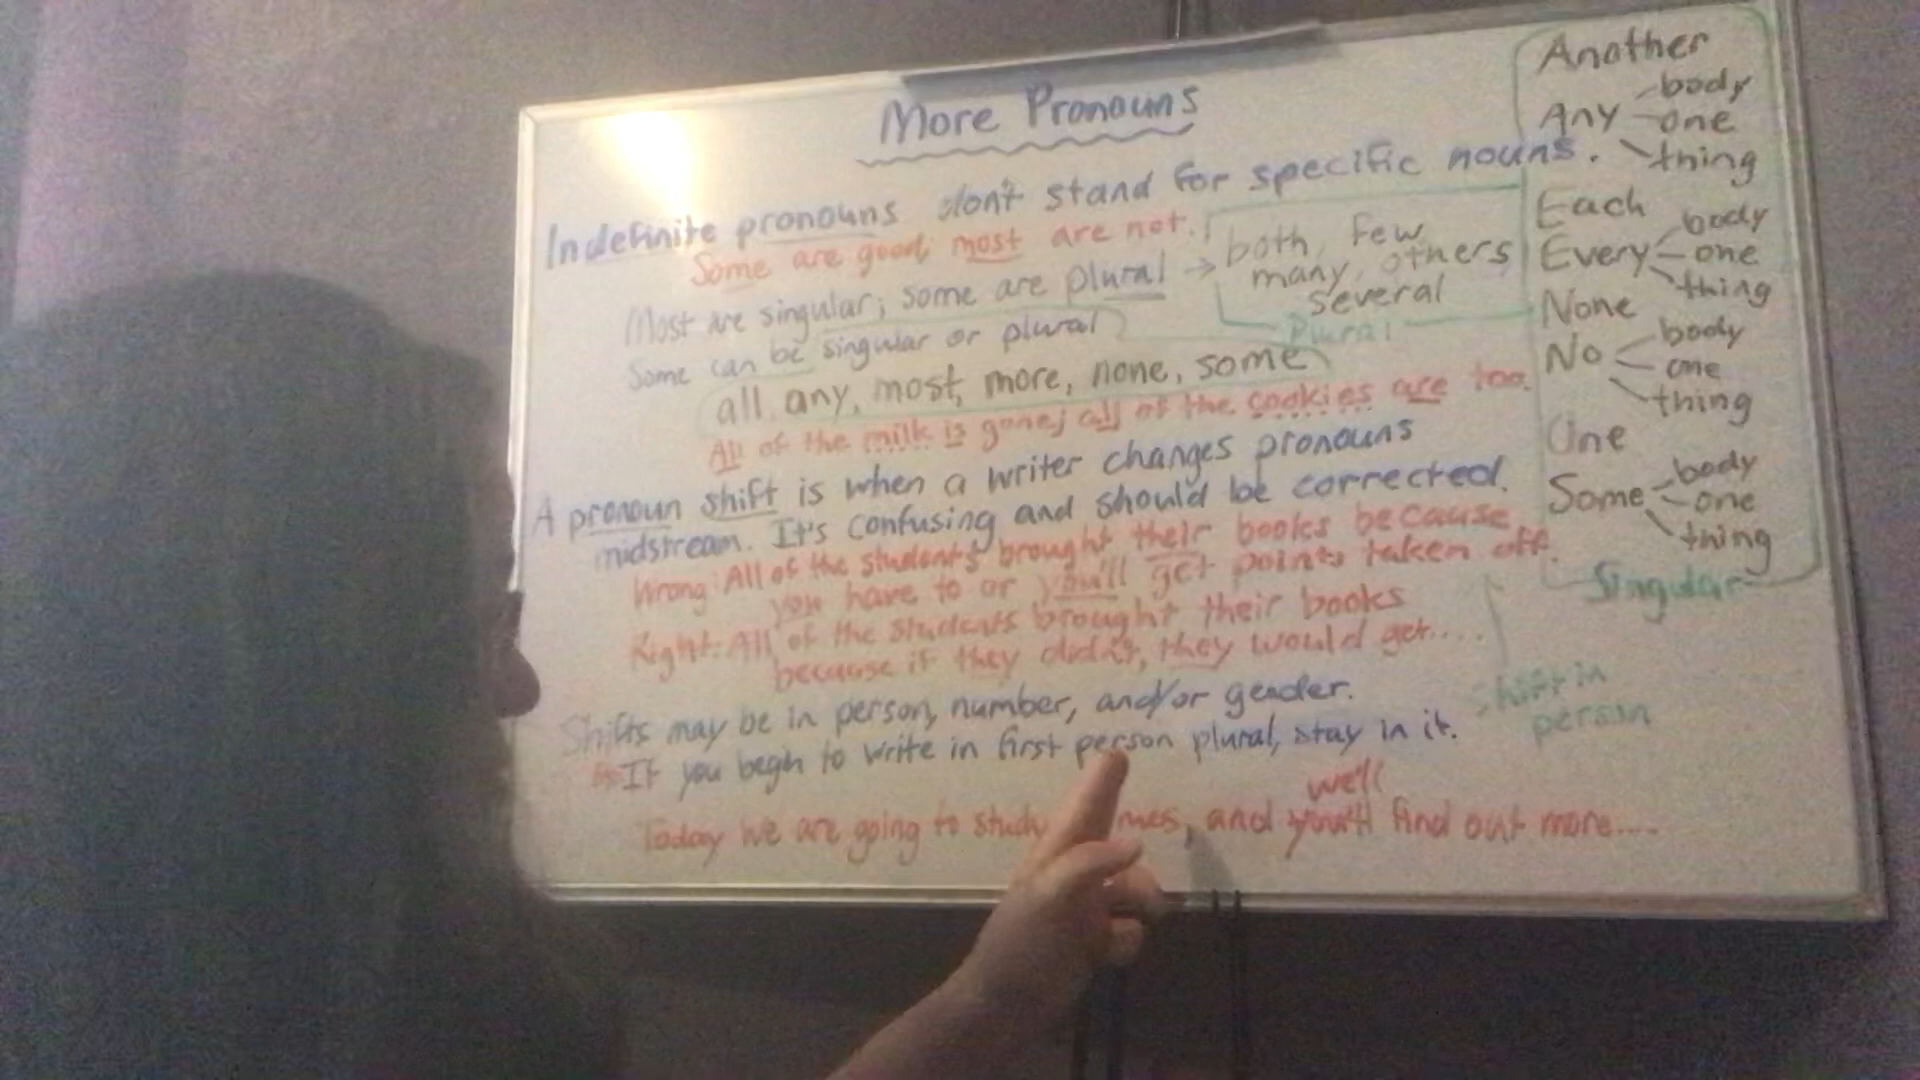 More Pronouns
Indefinite pronouns don't stand for specific nouns.
Some are good; most are not.
Most are singular; some are plural → both, few,
many, others
several
Plural
Some can be singular or plural
all, any, most, more, none, some
All of the milk is gone; all of the cookies are too.
A pronoun shift is when a writer changes pronouns
midstream. It's confusing and should be corrected.
Wrong: All of the students brought their books because
you have to or you'll get points taken off.
Right: All of the students brought their books
because if they didn't, they would get....
Shift in
person
Shifts may be in person, number, and/or gender.
If you begin to write in first person plural, stay in it.
we'll
Today we are going to study, and you'll find out more....
Another
Any body
one
thing
Each
Every body
one
thing
None
No body
one
thing
One
Some body
one
thing
Singular